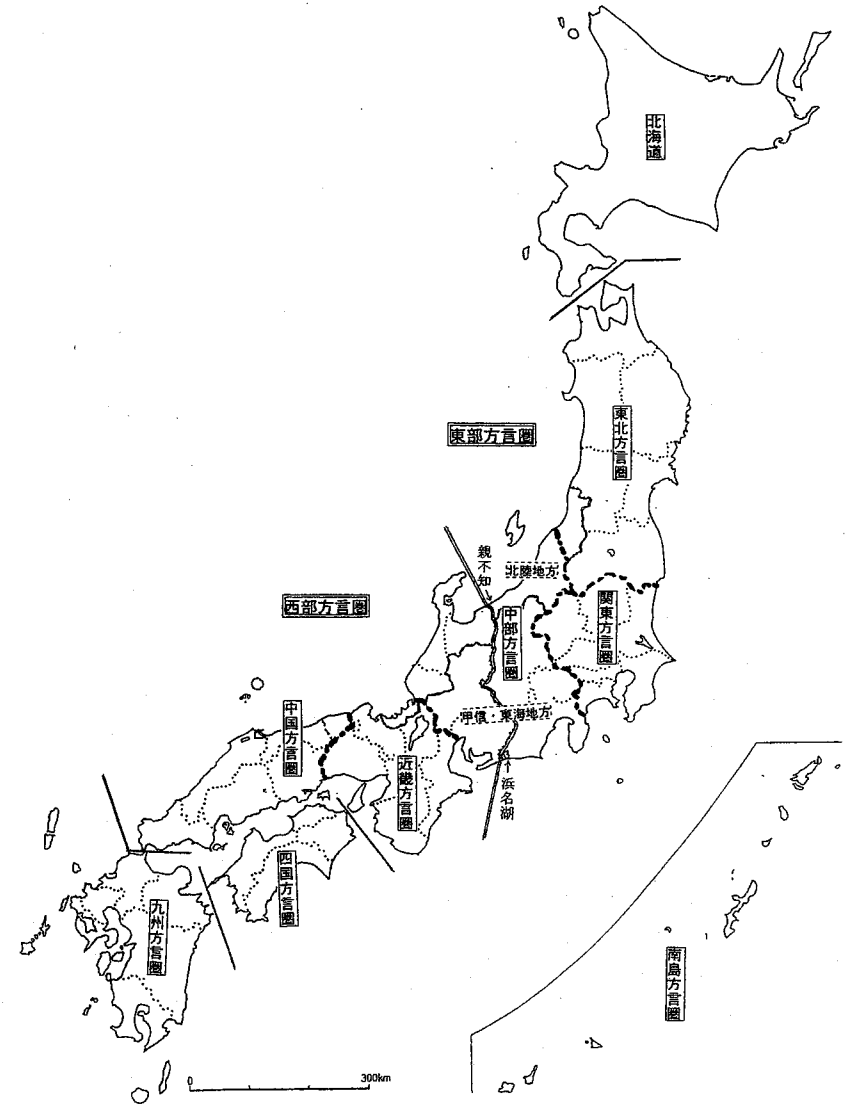 北海道
東北方言圏
東部方言圏
親不知
北陸地方
西部方言圏
中部方言圏
関東方言圏
甲信・東海地方
中国方言圏
近畿方言圏
浜名湖
四国方言圏
九州方言圏
南島方言圏
0
300km